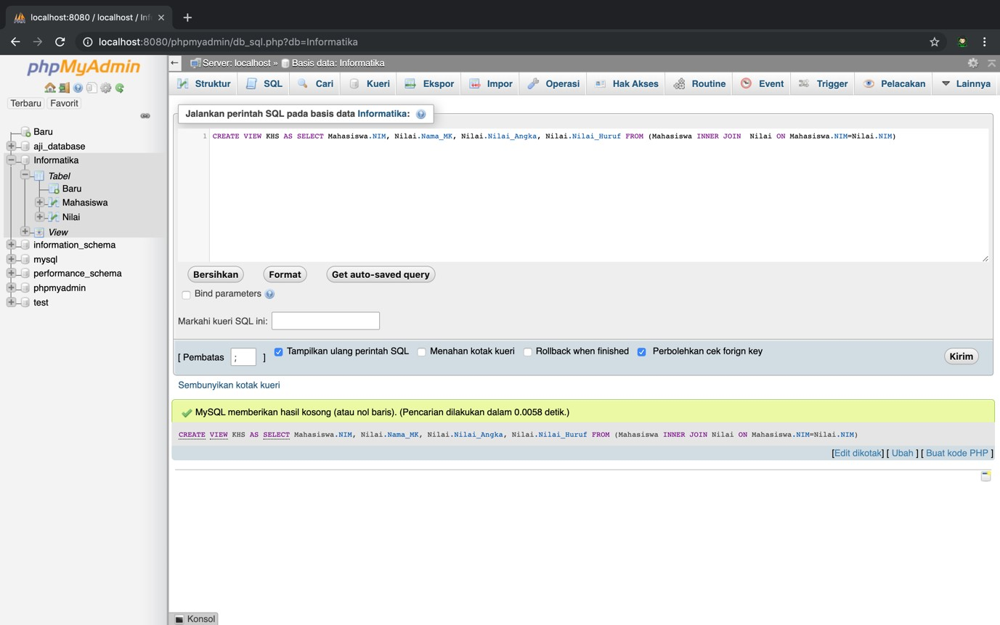 localhost:8080 / localhost / Inf
localhost:8080/phpmyadmin/db_sql.php?db=Informatika
phpMyAdmin
Terbaru Favorit
Baru
aji_database
Informatika
Tabel
Baru
Mahasiswa
Nilai
View
information_schema
mysql
performance_schema
phpmyadmin
test
Server: localhost » Basis data: Informatika
Struktur SQL Cari Kueri Ekspor Impor Operasi Hak Akses Routine Event Trigger Pelacakan Lainnya
Jalankan perintah SQL pada basis data Informatika:
1 CREATE VIEW KHS AS SELECT Mahasiswa.NIM, Nilai.Nama_MK, Nilai.Nilai_Angka, Nilai.Nilai_Huruf FROM (Mahasiswa INNER JOIN  Nilai ON Mahasiswa.NIM=Nilai.NIM)
Bersihkan Format Get auto-saved query
Bind parameters
Markahi kueri SQL ini:
[ Pembatas ; ] Tampilkan ulang perintah SQL Menahan kotak kueri Rollback when finished Perbolehkan cek forign key Kirim
Sembunyikan kotak kueri
MySQL memberikan hasil kosong (atau nol baris). (Pencarian dilakukan dalam 0.0058 detik.)
CREATE VIEW KHS AS SELECT Mahasiswa.NIM, Nilai.Nama_MK, Nilai.Nilai_Angka, Nilai.Nilai_Huruf FROM (Mahasiswa INNER JOIN Nilai ON Mahasiswa.NIM=Nilai.NIM)
[Edit dikotak] [ Ubah ] [ Buat kode PHP ]
Konsol